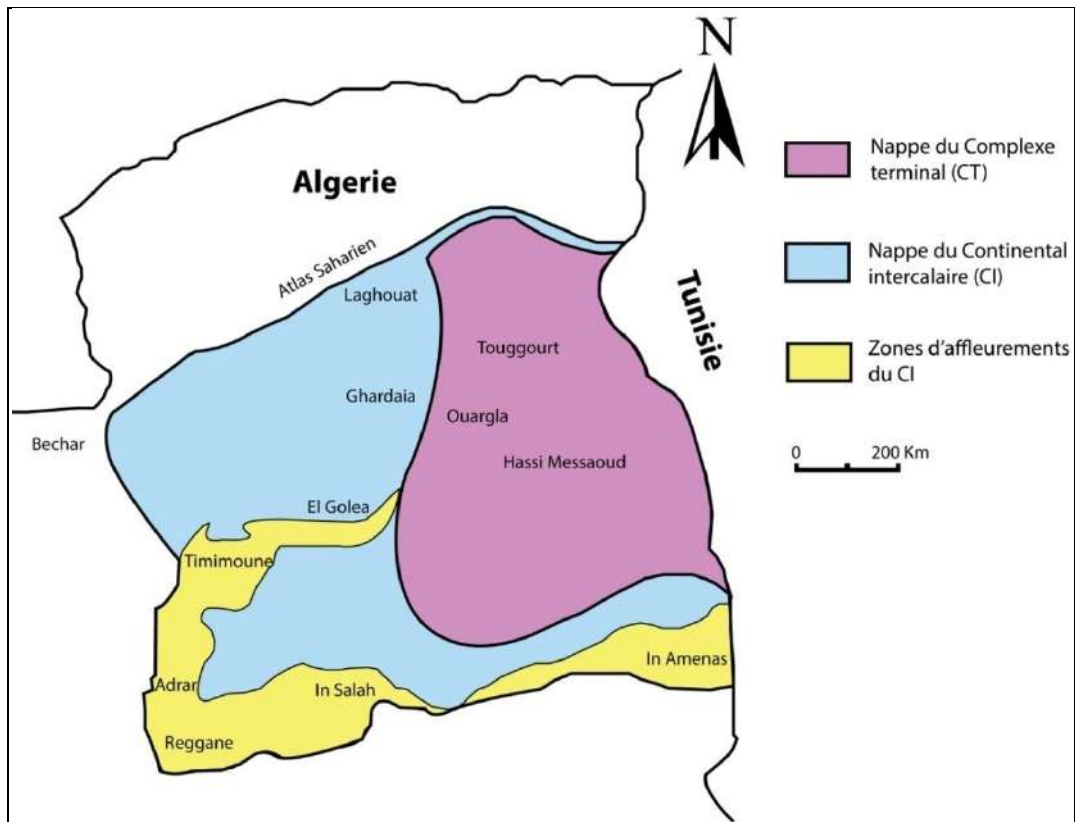 N
Algerie
Atlas Saharien
Laghouat
Touggourt
Ghardaia
Ouargla
Bechar
Hassi Messaoud
El Golea
Timimoune
In Amenas
Adrar
In Salah
Reggane
Tunisie
Nappe du Complexe
terminal (CT)
Nappe du Continental
intercalaire (CI)
Zones d'affleurements
du CI
0 200 Km